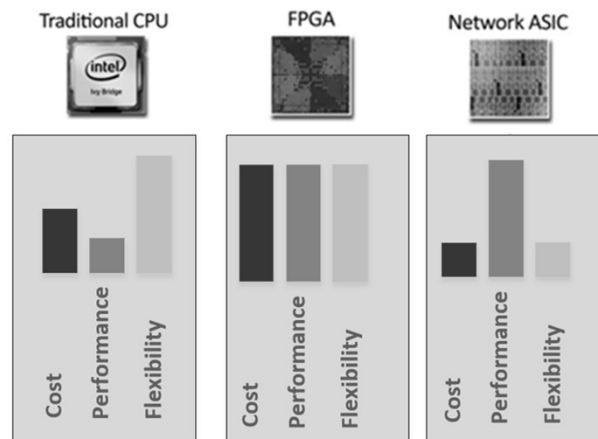 Traditional CPU
FPGA
Network ASIC
intel
Ivy Bridge
Cost
Performance
Flexibility
Cost
Performance
Flexibility
Cost
Performance
Flexibility